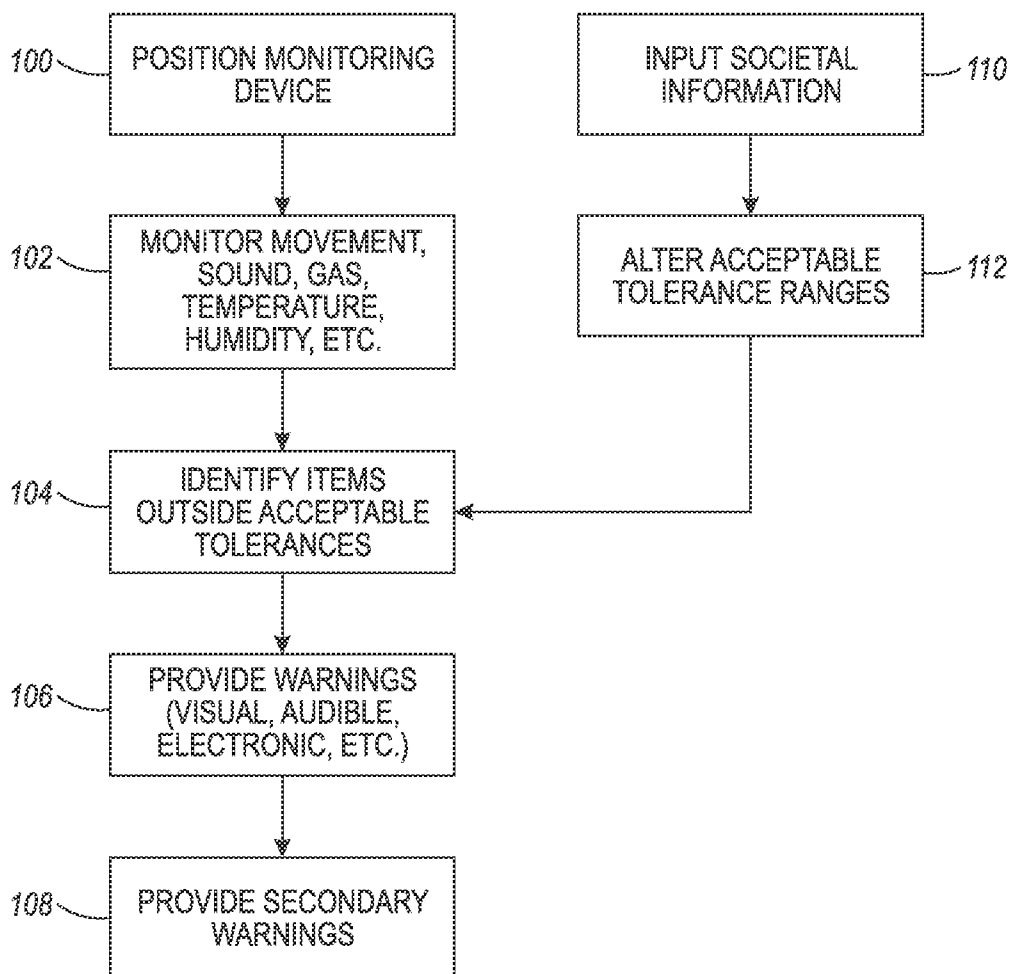 100
POSITION MONITORING
DEVICE
102
MONITOR MOVEMENT,
SOUND, GAS,
TEMPERATURE,
HUMIDITY, ETC.
104
IDENTIFY ITEMS
OUTSIDE ACCEPTABLE
TOLERANCES
106
PROVIDE WARNINGS
(VISUAL, AUDIBLE,
ELECTRONIC, ETC.)
108
PROVIDE SECONDARY
WARNINGS
INPUT SOCIETAL
INFORMATION
110
ALTER ACCEPTABLE
TOLERANCE RANGES
112